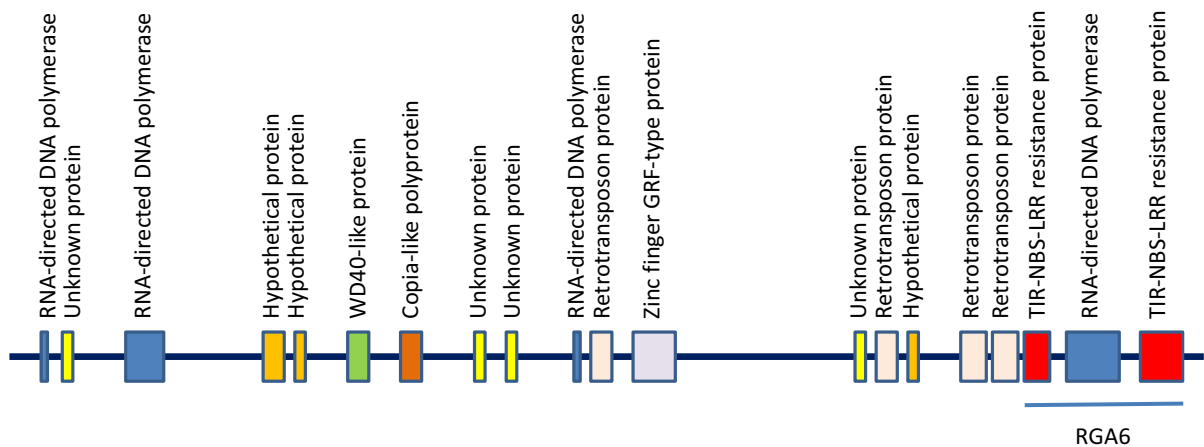 RNA-directed DNA polymerase
Unknown protein
RNA-directed DNA polymerase
Hypothetical protein
Hypothetical protein
WD40-like protein
Copia-like polyprotein
Unknown protein
Unknown protein
RNA-directed DNA polymerase
Retrotransposon protein
Zinc finger GRF-type protein
Unknown protein
Retrotransposon protein
Hypothetical protein
Retrotransposon protein
Retrotransposon protein
TIR-NBS-LRR resistance protein
RNA-directed DNA polymerase
TIR-NBS-LRR resistance protein
RGA6